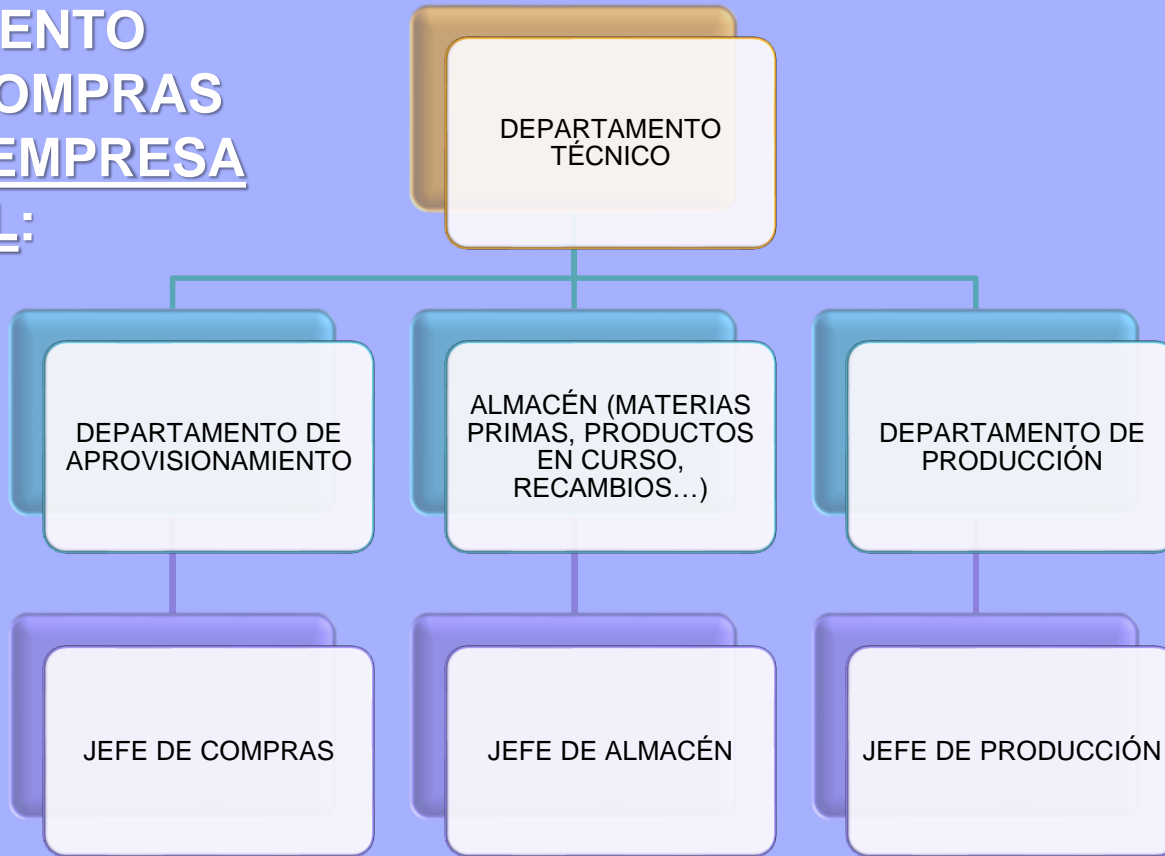 ENTO
OMPRAS
EMPRESA
L:
DEPARTAMENTO
TÉCNICO
DEPARTAMENTO DE
APROVISIONAMIENTO
ALMACÉN (MATERIAS
PRIMAS, PRODUCTOS
EN CURSO,
RECAMBIOS…)
DEPARTAMENTO DE
PRODUCCIÓN
JEFE DE COMPRAS
JEFE DE ALMACÉN
JEFE DE PRODUCCIÓN